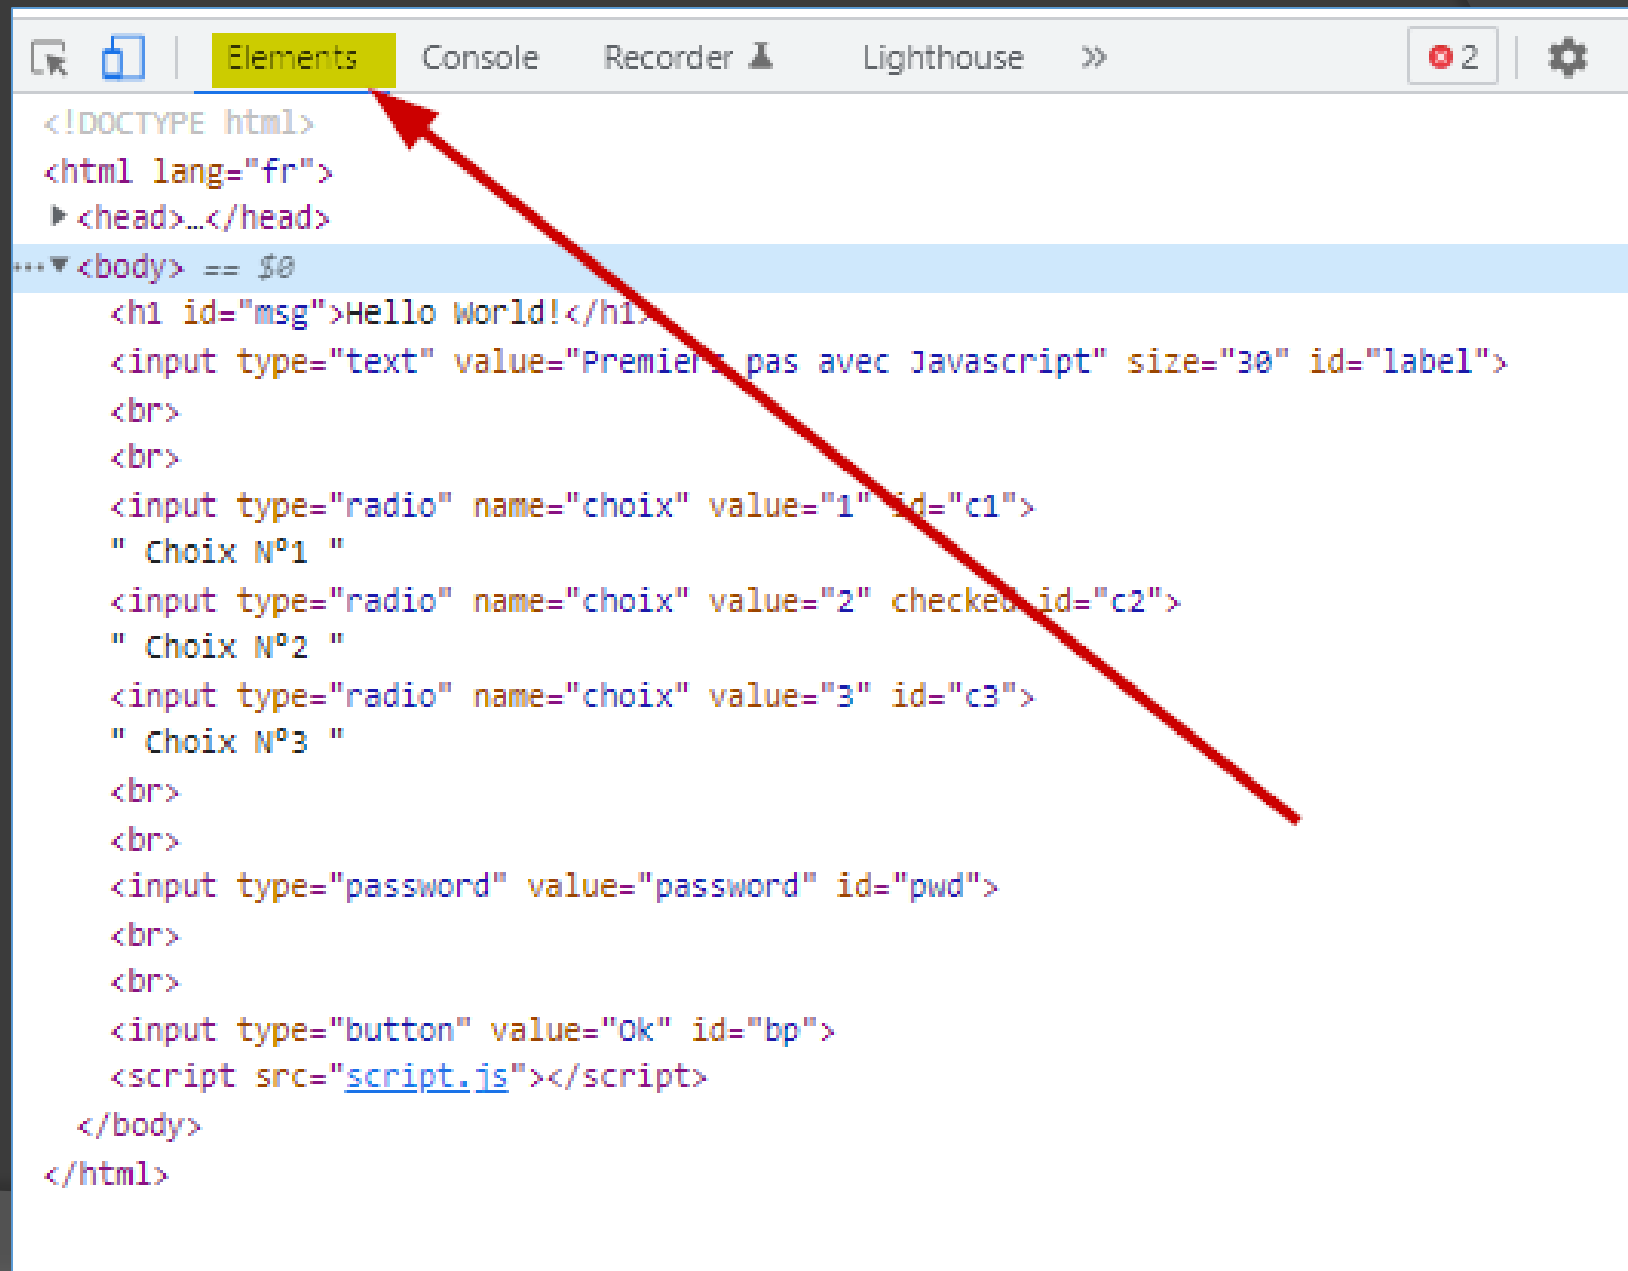 Elements Console Recorder Lighthouse » 2
<!DOCTYPE html>
<html lang="fr">
<head>…</head>
<body> == $0
<h1 id="msg">Hello World!</h1>
<input type="text" value="Premiers pas avec Javascript" size="30" id="label">
<br>
<br>
<input type="radio" name="choix" value="1" id="c1">
" Choix N°1 "
<input type="radio" name="choix" value="2" checked id="c2">
" Choix N°2 "
<input type="radio" name="choix" value="3" id="c3">
" Choix N°3 "
<br>
<br>
<input type="password" value="password" id="pwd">
<br>
<br>
<input type="button" value="Ok" id="bp">
<script src="script.js"></script>
</body>
</html>